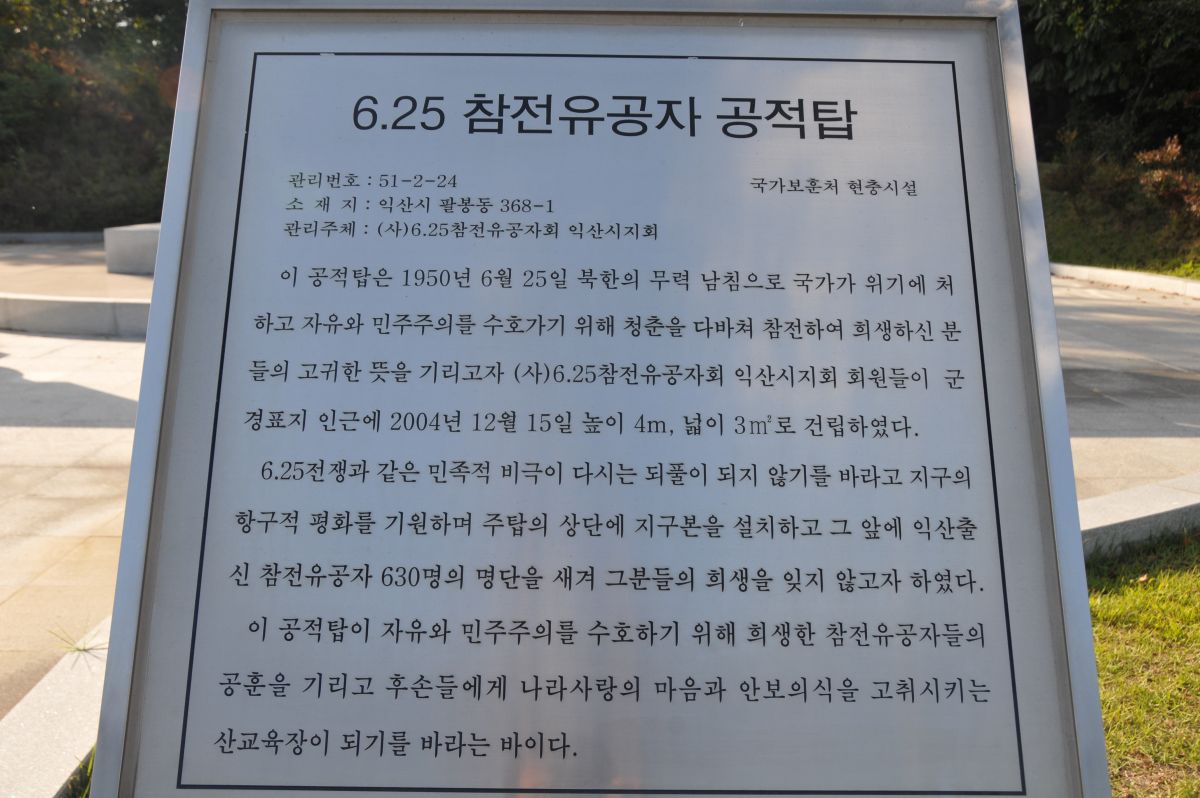 6.25 참전유공자 공적탑
관리번호 : 51-2-24
국가보훈처 현충시설
소 재 지 : 익산시 팔봉동 368-1
관리주체 : (사)6.25참전유공자회 익산시지회
이 공적탑은 1950년 6월 25일 북한의 무력 남침으로 국가가 위기에 처
하고 자유와 민주주의를 수호가기 위해 청춘을 다바쳐 참전하여 희생하신 분
들의 고귀한 뜻을 기리고자 (사)6.25참전유공자회 익산시지회 회원들이 군
경표지 인근에 2004년 12월 15일 높이 4m, 넓이 3㎡로 건립하였다.
6.25전쟁과 같은 민족적 비극이 다시는 되풀이 되지 않기를 바라고 지구의
항구적 평화를 기원하며 주탑의 상단에 지구본을 설치하고 그 앞에 익산출
신 참전유공자 630명의 명단을 새겨 그분들의 희생을 잊지 않고자 하였다.
이 공적탑이 자유와 민주주의를 수호하기 위해 희생한 참전유공자들의
공훈을 기리고 후손들에게 나라사랑의 마음과 안보의식을 고취시키는
산교육장이 되기를 바라는 바이다.